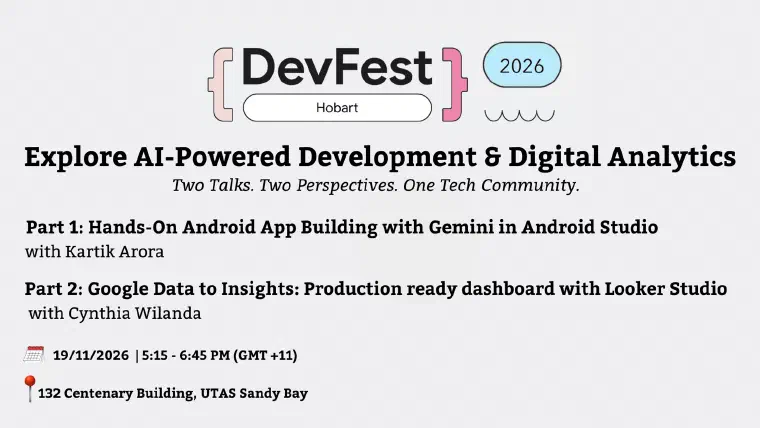 DevFest
2026
Hobart
Explore AI-Powered Development & Digital Analytics
Two Talks. Two Perspectives. One Tech Community.
Part 1: Hands-On Android App Building with Gemini in Android Studio
with Kartik Arora
Part 2: Google Data to Insights: Production ready dashboard with Looker Studio
with Cynthia Wilanda
19/11/2026 | 5:15 - 6:45 PM (GMT +11)
132 Centenary Building, UTAS Sandy Bay